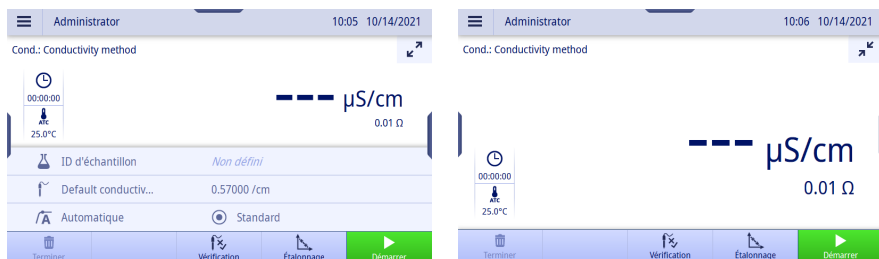 Administrator 10:05 10/14/2021
Cond.: Conductivity method
00:00:00
ATC
25.0°C
--- µS/cm
0.01 Ω
ID d'échantillon Non défini
Default conductiv... 0.57000 /cm
Automatique Standard
Terminer Vérification Étalonnage Démarrer
Administrator 10:06 10/14/2021
Cond.: Conductivity method
--- µS/cm
0.01 Ω
00:00:00
ATC
25.0°C
Terminer Vérification Étalonnage Démarrer